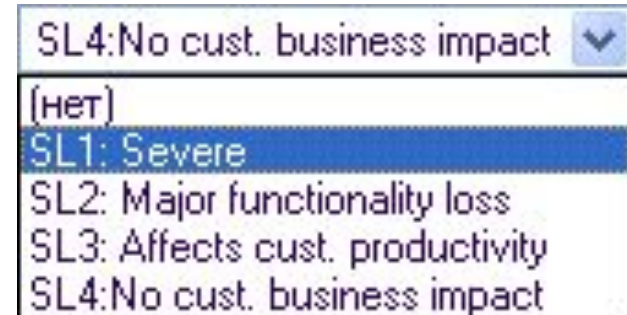 SL4:No cust. business impact
(нет)
SL1: Severe
SL2: Major functionality loss
SL3: Affects cust. productivity
SL4:No cust. business impact